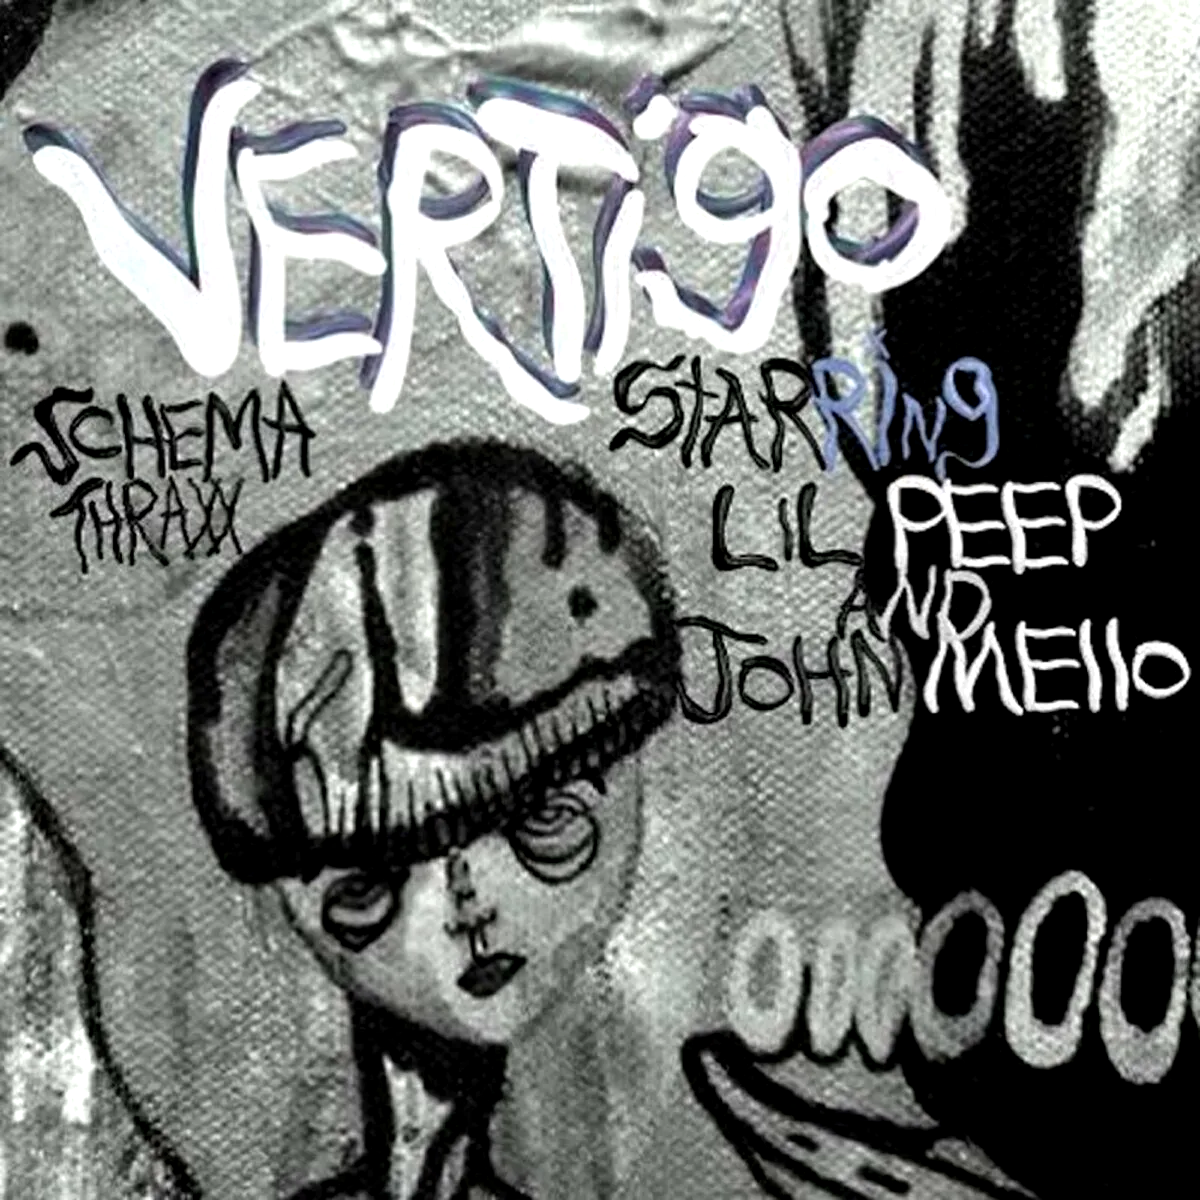 VERTigo
SCHEMA
THRAXX
StARRiNg
LIL PEEP
AND
JOHN MEllo